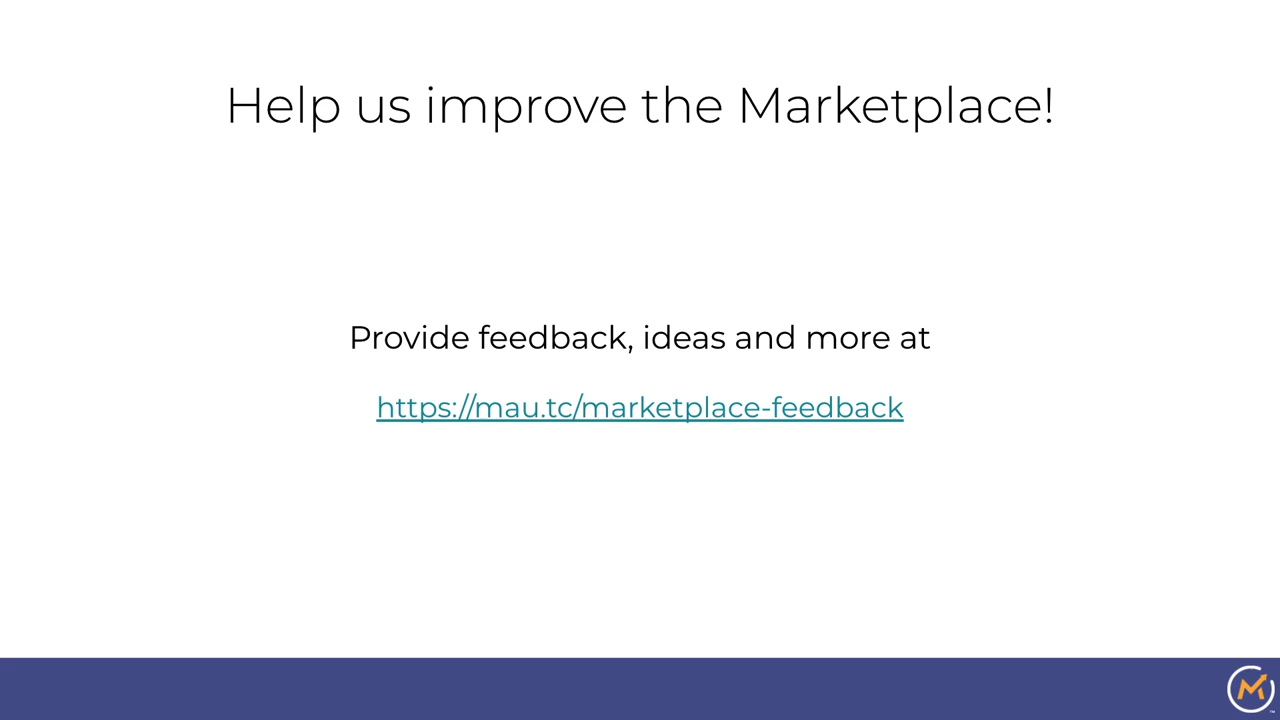 Help us improve the Marketplace!
Provide feedback, ideas and more at
https://mau.tc/marketplace-feedback